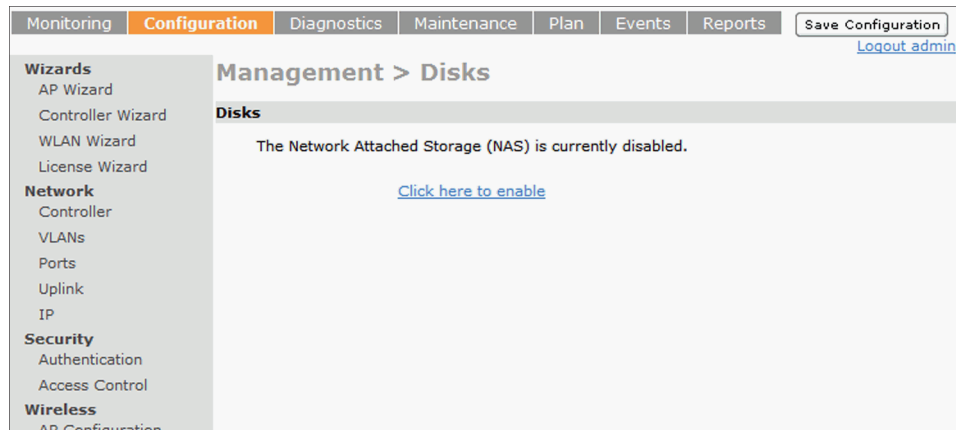 Monitoring Configuration Diagnostics Maintenance Plan Events Reports Save Configuration
Logout admin
Wizards
AP Wizard
Controller Wizard
WLAN Wizard
License Wizard
Network
Controller
VLANs
Ports
Uplink
IP
Security
Authentication
Access Control
Wireless
AP Configuration
Management > Disks
Disks
The Network Attached Storage (NAS) is currently disabled.
Click here to enable